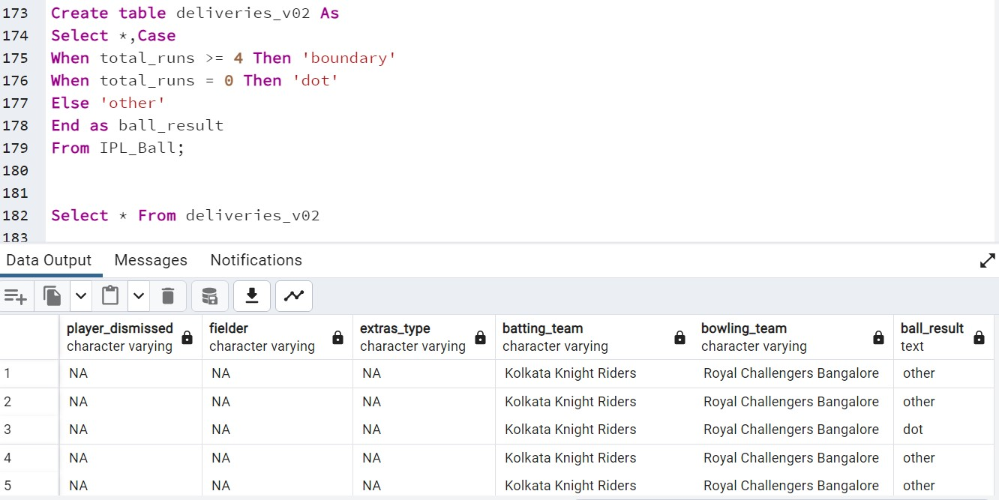 173 Create table deliveries_v02 As
174 Select *,Case
175 When total_runs >= 4 Then 'boundary'
176 When total_runs = 0 Then 'dot'
177 Else 'other'
178 End as ball_result
179 From IPL_Ball;
180
181
182 Select * From deliveries_v02
183
Data Output Messages Notifications
player_dismissed fielder extras_type batting_team bowling_team ball_result
character varying character varying character varying character varying character varying text
1 NA NA NA Kolkata Knight Riders Royal Challengers Bangalore other
2 NA NA NA Kolkata Knight Riders Royal Challengers Bangalore other
3 NA NA NA Kolkata Knight Riders Royal Challengers Bangalore dot
4 NA NA NA Kolkata Knight Riders Royal Challengers Bangalore other
5 NA NA NA Kolkata Knight Riders Royal Challengers Bangalore other